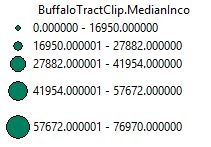 BuffaloTractClip.MedianInco
0.000000 - 16950.000000
16950.000001 - 27882.000000
27882.000001 - 41954.000000
41954.000001 - 57672.000000
57672.000001 - 76970.000000